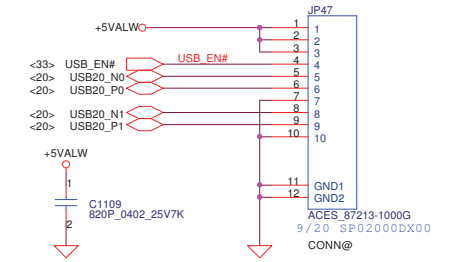 JP47
+5VALW
1 1
2 2
3 3
<33> USB_EN# USB_EN# 4 4
<20> USB20_N0 5 5
<20> USB20_P0 6 6
7 7
<20> USB20_N1 8 8
<20> USB20_P1 9 9
10 10
+5VALW
1
11 GND1
12 GND2
C1109
820P_0402_25V7K
2
ACES_87213-1000G
9/20 SP02000DX00
CONN@